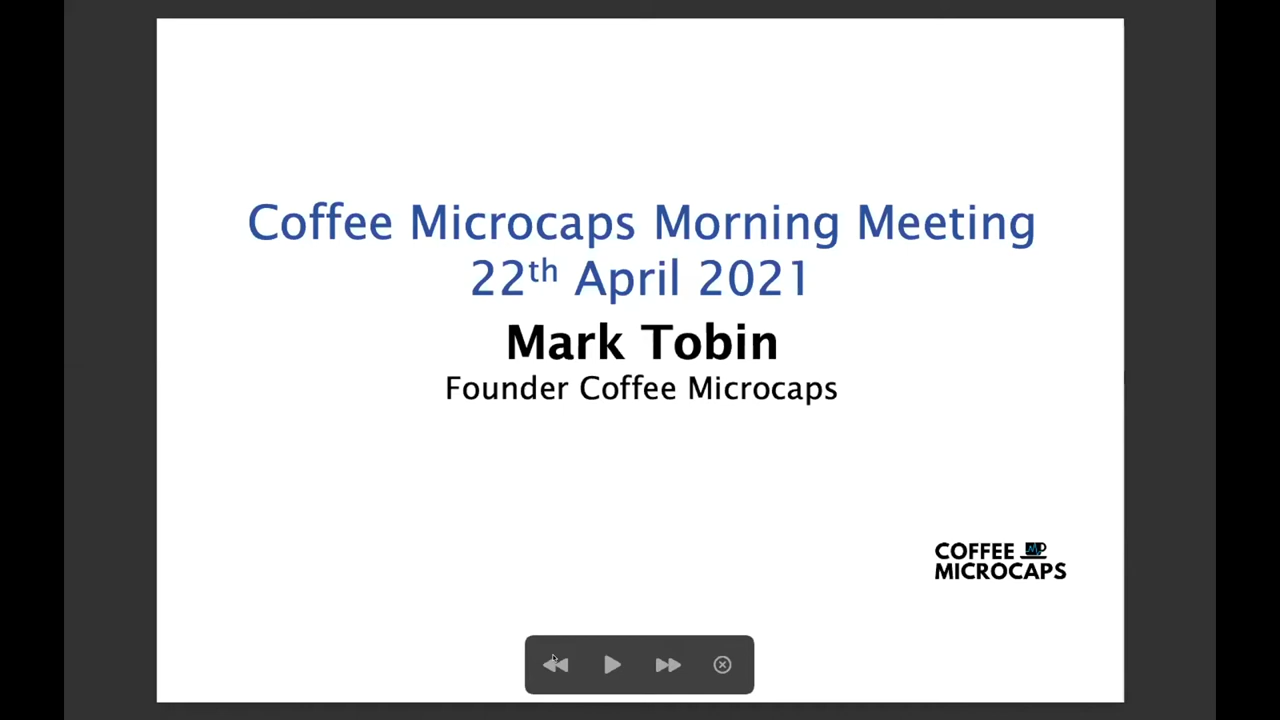 Coffee Microcaps Morning Meeting
22th April 2021
Mark Tobin
Founder Coffee Microcaps
COFFEE
MICROCAPS